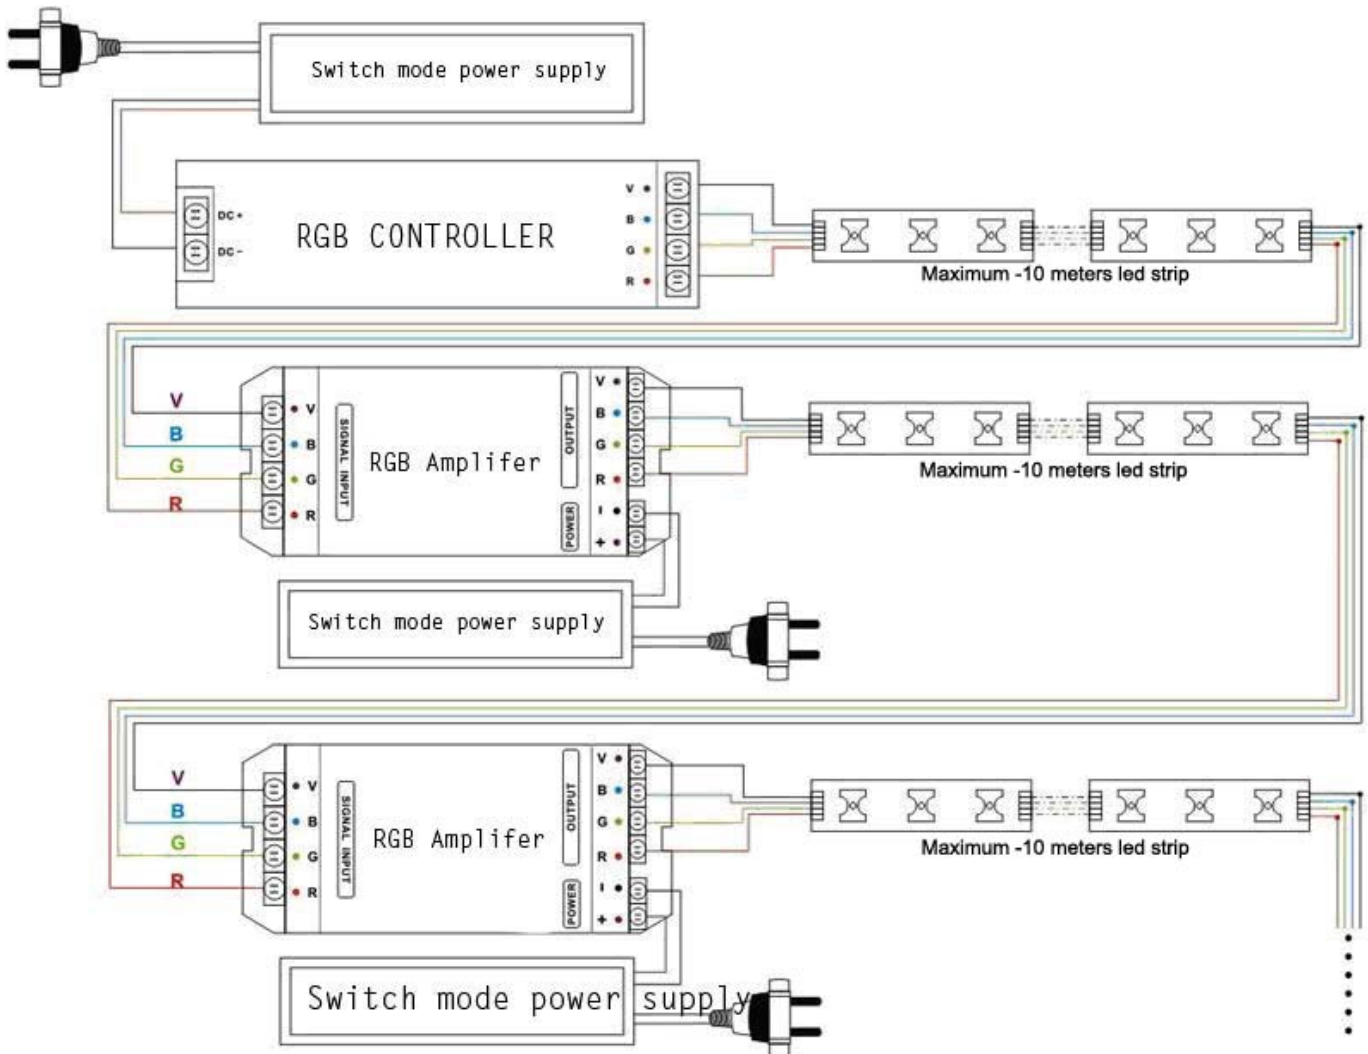 Switch mode power supply
RGB CONTROLLER
DC+
DC-
V
B
G
R
Maximum -10 meters led strip
V
B
G
R
V
B
G
R
SIGNAL INPUT
RGB Amplifer
OUTPUT
POWER
V
B
G
R
I
+
Maximum -10 meters led strip
Switch mode power supply
V
B
G
R
V
B
G
R
SIGNAL INPUT
RGB Amplifer
OUTPUT
POWER
V
B
G
R
I
+
Maximum -10 meters led strip
Switch mode power supply